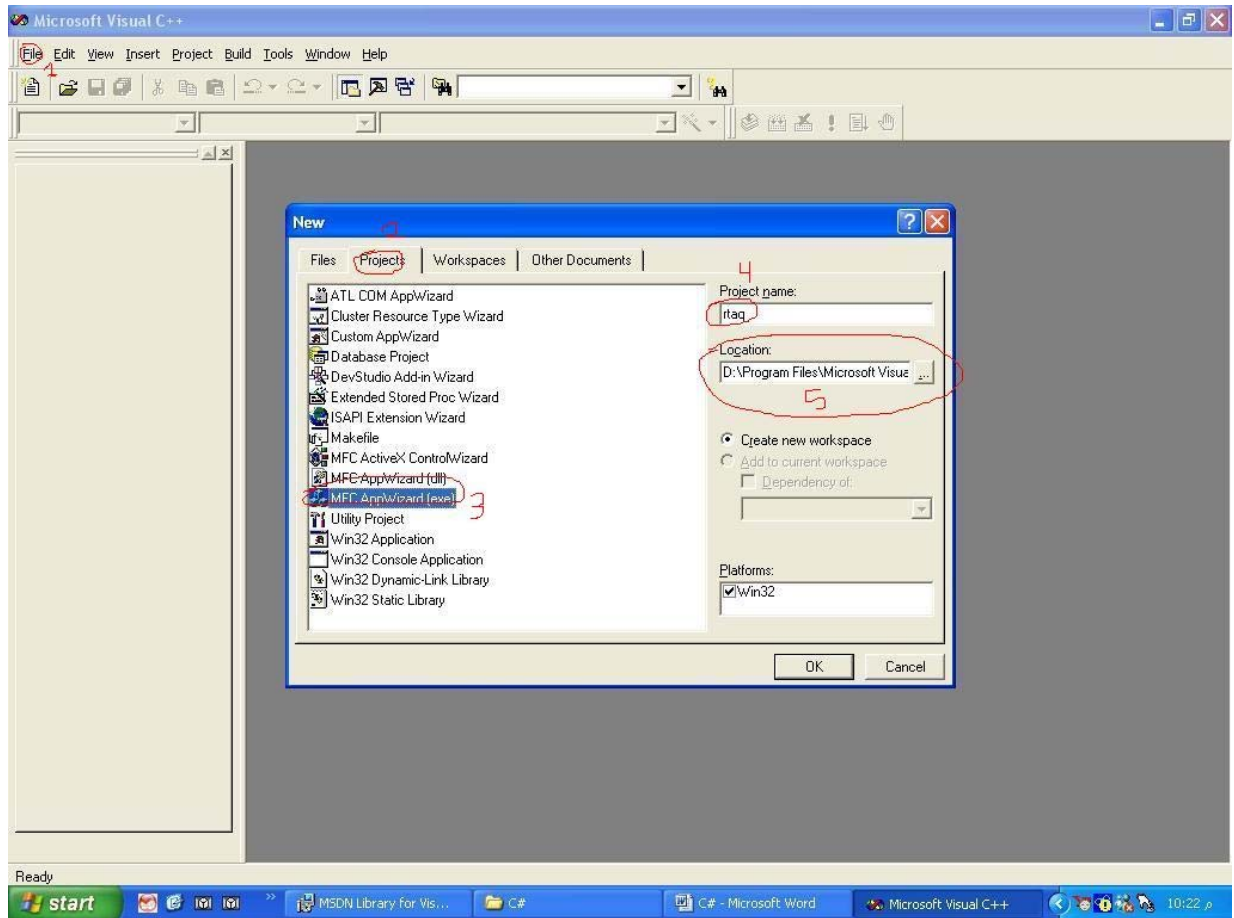 Microsoft Visual C++
File Edit View Insert Project Build Tools Window Help
1
New
Files Projects Workspaces Other Documents
ATL COM AppWizard
Cluster Resource Type Wizard
Custom AppWizard
Database Project
DevStudio Add-in Wizard
Extended Stored Proc Wizard
ISAPI Extension Wizard
Makefile
MFC ActiveX ControlWizard
MFC AppWizard (dll)
MFC AppWizard (exe)
3
Utility Project
Win32 Application
Win32 Console Application
Win32 Dynamic-Link Library
Win32 Static Library
4
Project name:
rtaq
Location:
D:\Program Files\Microsoft Visua ...
5
Create new workspace
Add to current workspace
Dependency of:
Platforms:
Win32
OK Cancel
Ready
start MSDN Library for Vis... C# C# - Microsoft Word Microsoft Visual C++ 10:22 م